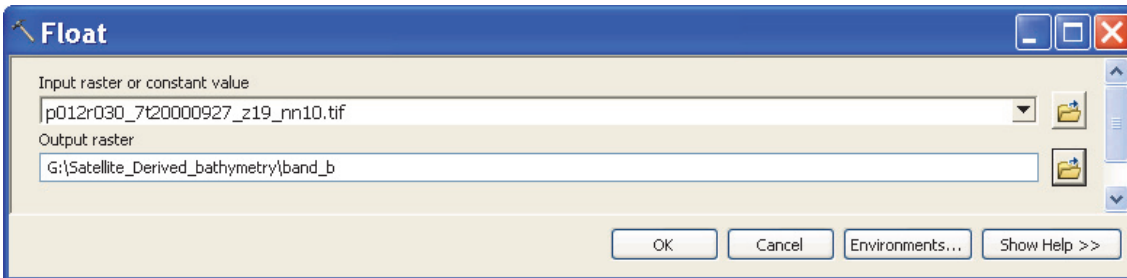 Float
Input raster or constant value
p012r030_7t20000927_z19_nn10.tif
Output raster
G:\Satellite_Derived_bathymetry\band_b
OK Cancel Environments... Show Help >>